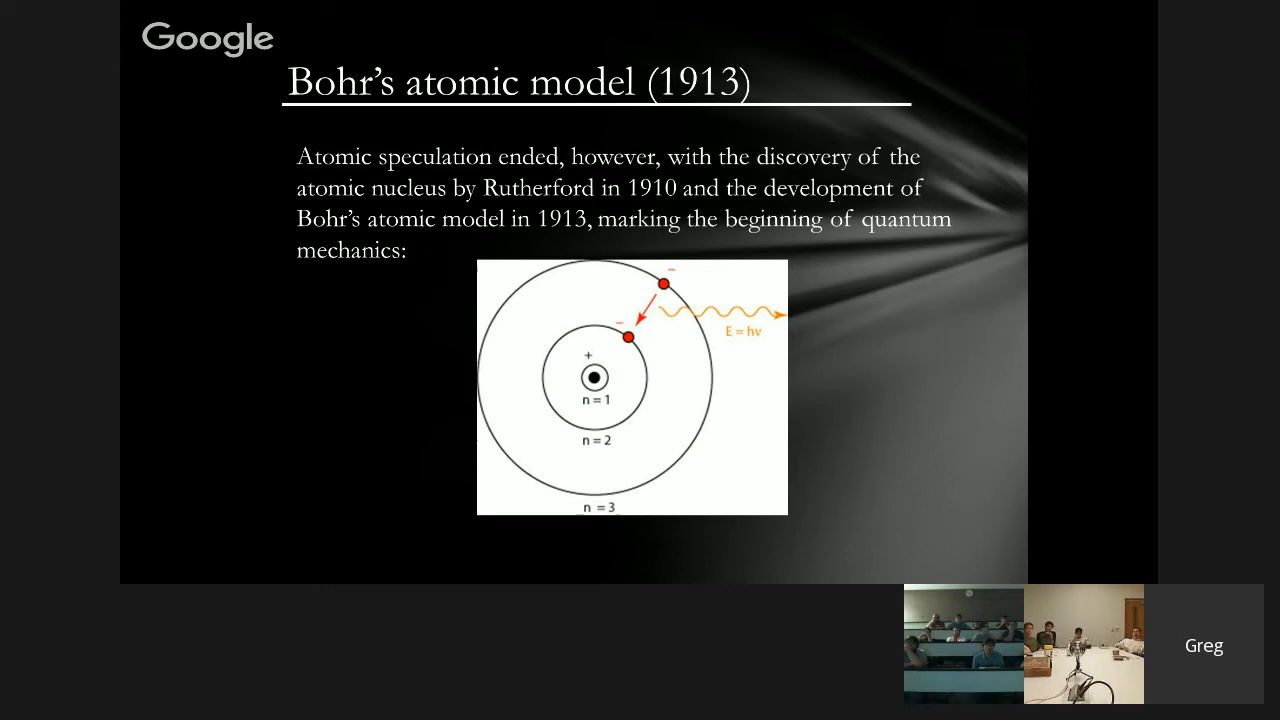 Google
Bohr's atomic model (1913)
Atomic speculation ended, however, with the discovery of the
atomic nucleus by Rutherford in 1910 and the development of
Bohr's atomic model in 1913, marking the beginning of quantum
mechanics:
−
−
E = hν
+
n = 1
n = 2
n = 3
Greg